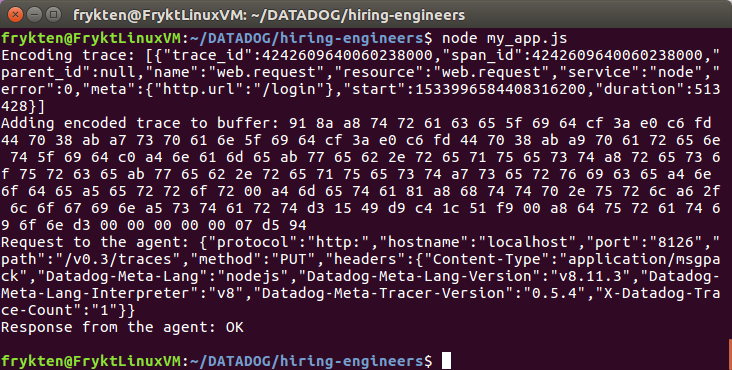 frykten@FryktLinuxVM: ~/DATADOG/hiring-engineers
frykten@FryktLinuxVM:~/DATADOG/hiring-engineers$ node my_app.js
Encoding trace: [{"trace_id":4242609640060238000,"span_id":4242609640060238000,"
parent_id":null,"name":"web.request","resource":"web.request","service":"node","
error":0,"meta":{"http.url":"/login"},"start":1533996584408316200,"duration":513
428}]
Adding encoded trace to buffer: 91 8a a8 74 72 61 63 65 5f 69 64 cf 3a e0 c6 fd
44 70 38 ab a7 73 70 61 6e 5f 69 64 cf 3a e0 c6 fd 44 70 38 ab a9 70 61 72 65 6e
 74 5f 69 64 c0 a4 6e 61 6d 65 ab 77 65 62 2e 72 65 71 75 65 73 74 a8 72 65 73 6
f 75 72 63 65 ab 77 65 62 2e 72 65 71 75 65 73 74 a7 73 65 72 76 69 63 65 a4 6e
6f 64 65 a5 65 72 72 6f 72 00 a4 6d 65 74 61 81 a8 68 74 74 70 2e 75 72 6c a6 2f
 6c 6f 67 69 6e a5 73 74 61 72 74 d3 15 49 d9 c4 1c 51 f9 00 a8 64 75 72 61 74 6
9 6f 6e d3 00 00 00 00 00 07 d5 94
Request to the agent: {"protocol":"http:","hostname":"localhost","port":"8126","
path":"/v0.3/traces","method":"PUT","headers":{"Content-Type":"application/msgpa
ck","Datadog-Meta-Lang":"nodejs","Datadog-Meta-Lang-Version":"v8.11.3","Datadog-
Meta-Lang-Interpreter":"v8","Datadog-Meta-Tracer-Version":"0.5.4","X-Datadog-Tra
ce-Count":"1"}}
Response from the agent: OK
frykten@FryktLinuxVM:~/DATADOG/hiring-engineers$